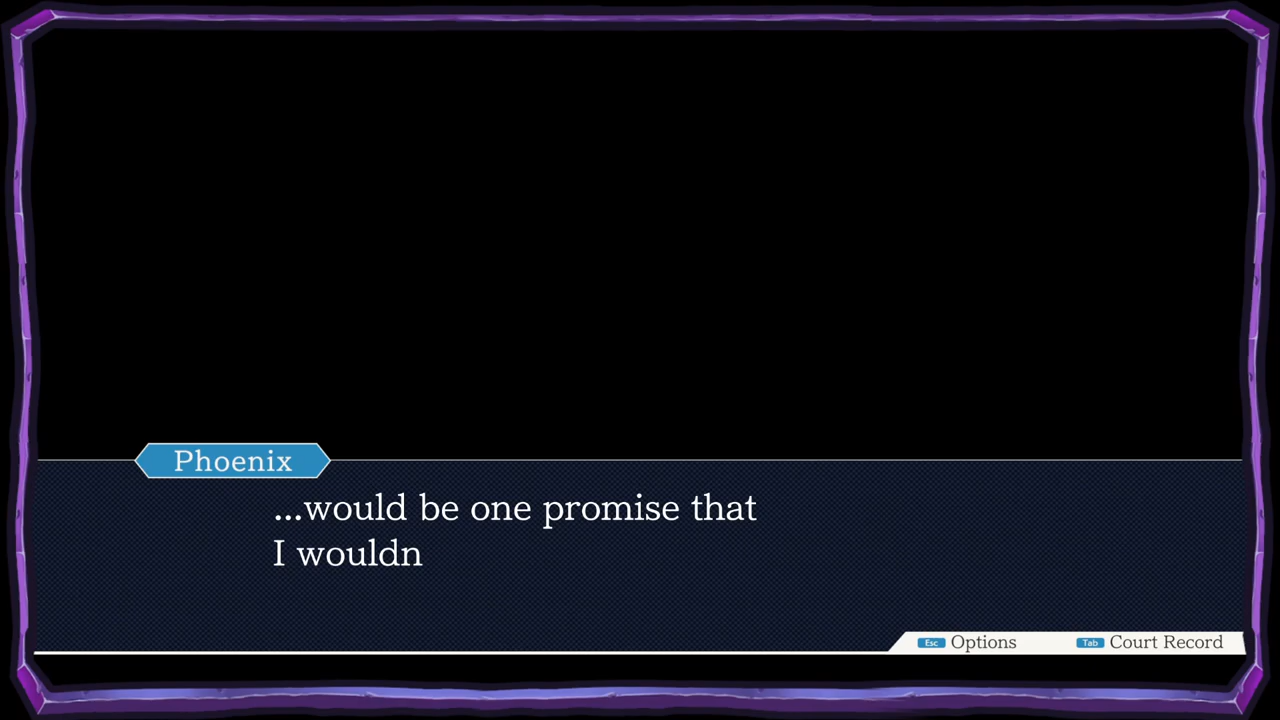 Phoenix
...would be one promise that
I wouldn
Esc Options Tab Court Record